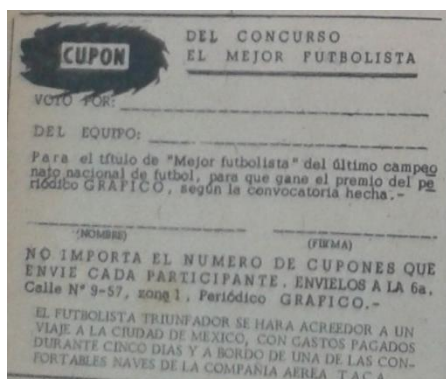 CUPON
DEL CONCURSO
EL MEJOR FUTBOLISTA
VOTO POR:
DEL EQUIPO:
Para el título de "Mejor futbolista" del último campeo
nato nacional de futbol, para que gane el premio del pe
riódico GRAFICO, según la convocatoria hecha.-
(NOMBRE)
(FIRMA)
NO IMPORTA EL NUMERO DE CUPONES QUE
ENVIE CADA PARTICIPANTE. ENVIELOS A LA 6a.
Calle Nº 9-57, zona 1, Periódico GRAFICO.-
EL FUTBOLISTA TRIUNFADOR SE HARA ACREEDOR A UN
VIAJE A LA CIUDAD DE MEXICO, CON GASTOS PAGADOS
DURANTE CINCO DIAS Y A BORDO DE UNA DE LAS CON-
FORTABLES NAVES DE LA COMPAÑIA AEREA TACA